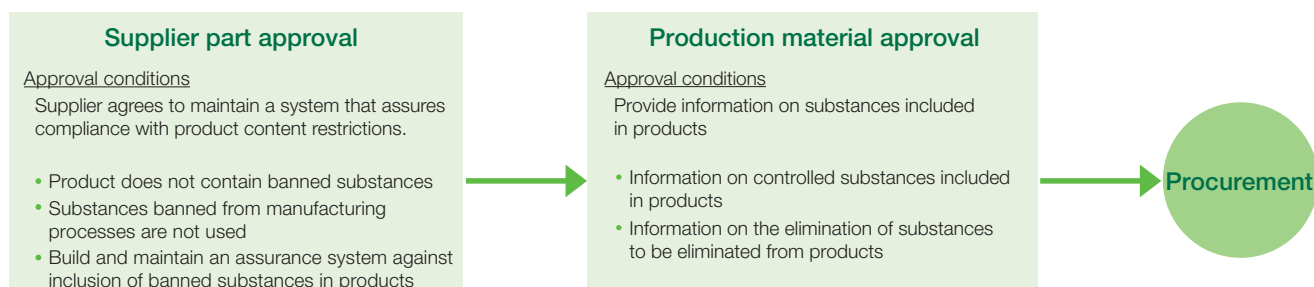 Supplier part approval
Approval conditions
Supplier agrees to maintain a system that assures
compliance with product content restrictions.
• Product does not contain banned substances
• Substances banned from manufacturing
processes are not used
• Build and maintain an assurance system against
inclusion of banned substances in products
Production material approval
Approval conditions
Provide information on substances included
in products
• Information on controlled substances included
in products
• Information on the elimination of substances
to be eliminated from products
Procurement